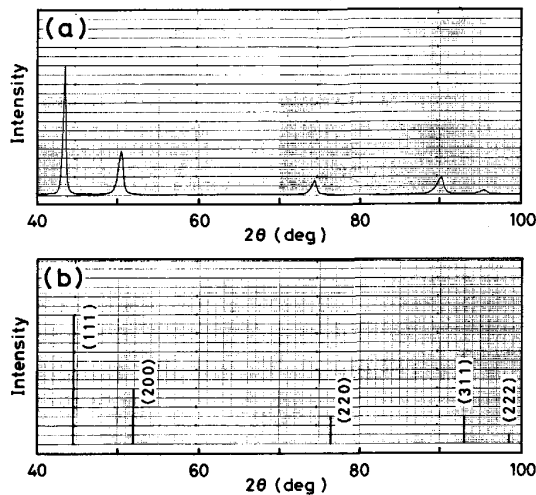 (a)
Intensity
40 60 80 100
2θ (deg)
(b)
Intensity
(111)
(200)
(220)
(311)
(222)
40 60 80 100
2θ (deg)